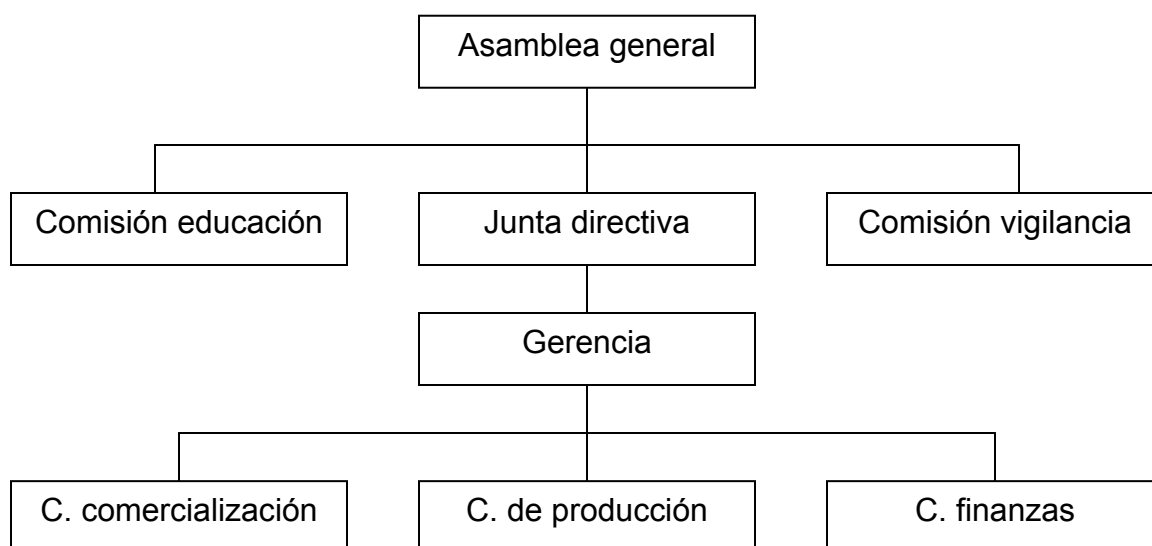 Asamblea general
Comisión educación
Junta directiva
Comisión vigilancia
Gerencia
C. comercialización
C. de producción
C. finanzas